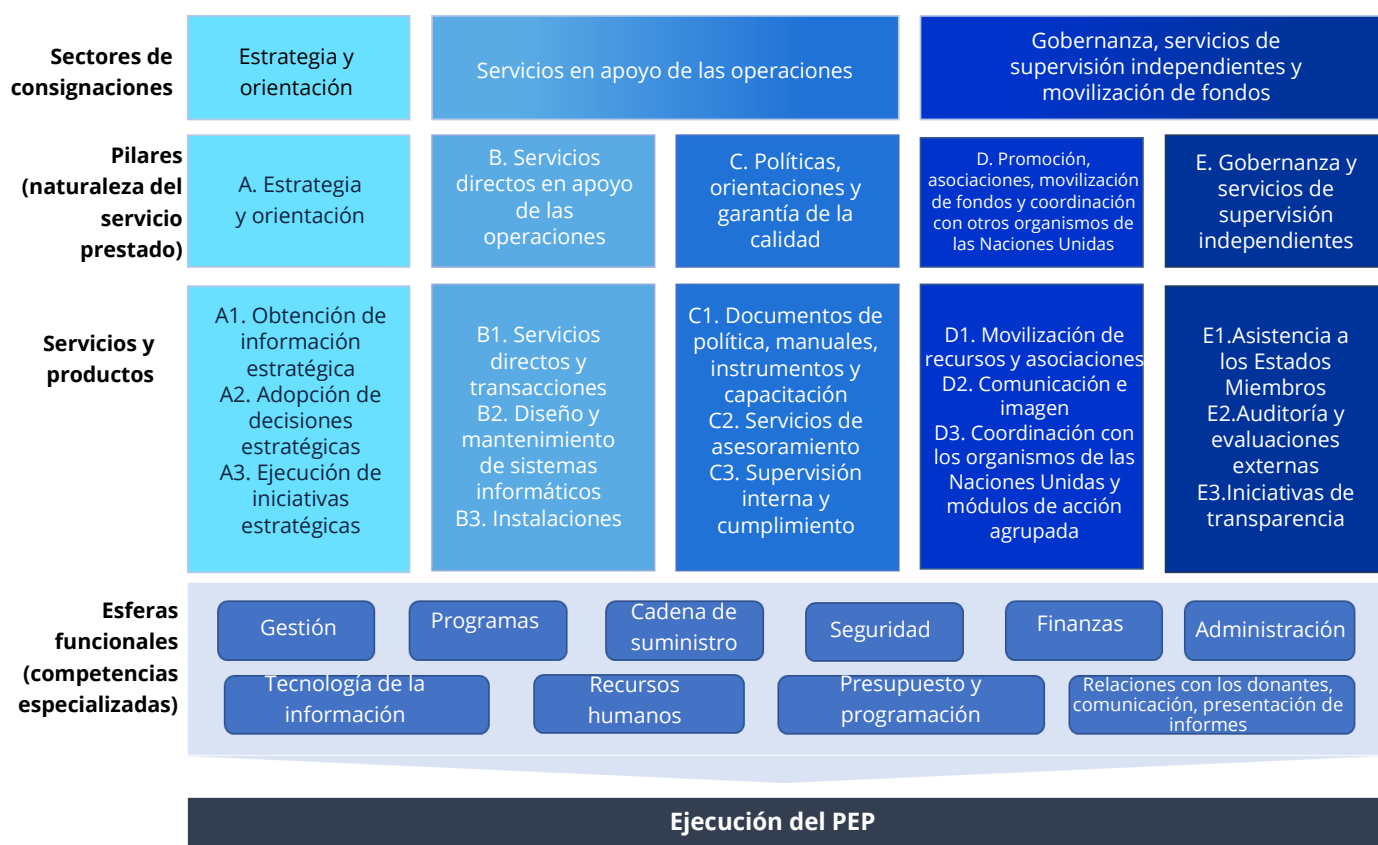 Sectores de
consignaciones
Estrategia y
orientación
Servicios en apoyo de las operaciones
Gobernanza, servicios de
supervisión independientes y
movilización de fondos
Pilares
(naturaleza del
servicio
prestado)
A. Estrategia
y orientación
B. Servicios
directos en apoyo
de las
operaciones
C. Políticas,
orientaciones y
garantía de la
calidad
D. Promoción,
asociaciones, movilización
de fondos y coordinación
con otros organismos de
las Naciones Unidas
E. Gobernanza y
servicios de
supervisión
independientes
Servicios y
productos
A1. Obtención de
información
estratégica
A2. Adopción de
decisiones
estratégicas
A3. Ejecución de
iniciativas
estratégicas
B1. Servicios
directos y
transacciones
B2. Diseño y
mantenimiento
de sistemas
informáticos
B3. Instalaciones
C1. Documentos de
política, manuales,
instrumentos y
capacitación
C2. Servicios de
asesoramiento
C3. Supervisión
interna y
cumplimiento
D1. Movilización de
recursos y asociaciones
D2. Comunicación e
imagen
D3. Coordinación con
los organismos de las
Naciones Unidas y
módulos de acción
agrupada
E1.Asistencia a
los Estados
Miembros
E2.Auditoría y
evaluaciones
externas
E3.Iniciativas de
transparencia
Esferas
funcionales
(competencias
especializadas)
Gestión
Programas
Cadena de
suministro
Seguridad
Finanzas
Administración
Tecnología de la
información
Recursos
humanos
Presupuesto y
programación
Relaciones con los donantes,
comunicación, presentación de
informes
Ejecución del PEP